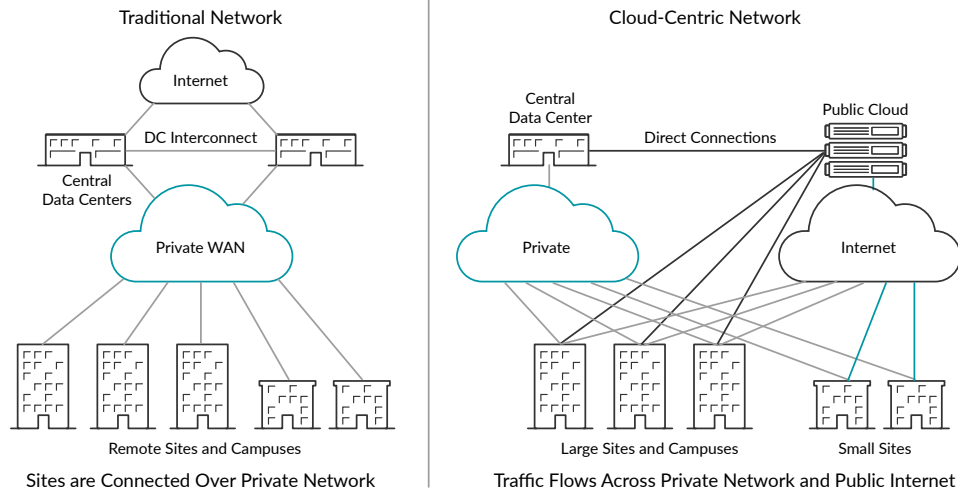 Traditional Network
Internet
DC Interconnect
Central
Data Centers
Private WAN
Remote Sites and Campuses
Sites are Connected Over Private Network
Cloud-Centric Network
Central
Data Center
Public Cloud
Direct Connections
Private
Internet
Large Sites and Campuses
Small Sites
Traffic Flows Across Private Network and Public Internet